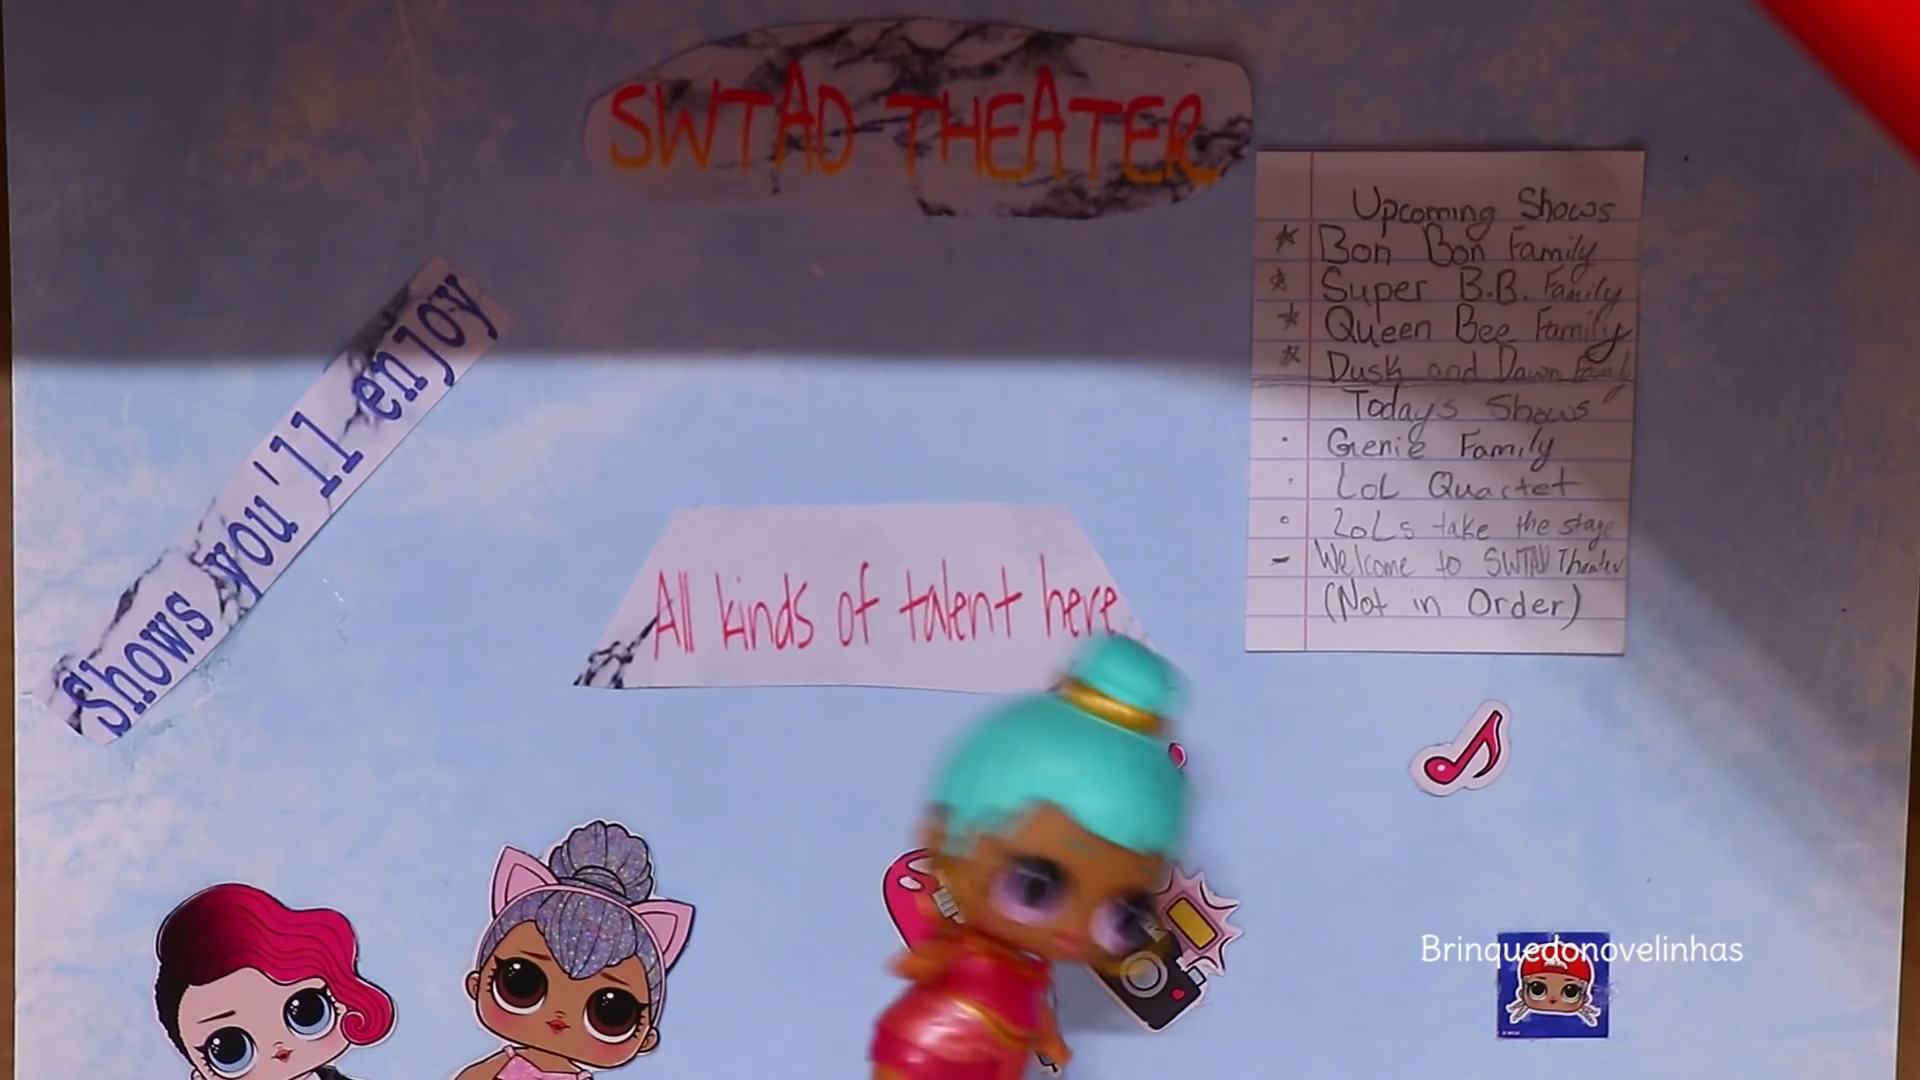 SWTAD THEATER
Shows you'll enjoy
All kinds of talent here
Upcoming Shows
* Bon Bon Family
* Super B.B. Family
* Queen Bee Family
* Dusk and Dawn Family
Today's Shows
· Genie Family
· LoL Quartet
· LoLs take the stage
- Welcome to SWTAD Theater
(Not in Order)
Brinquedonovelinhas